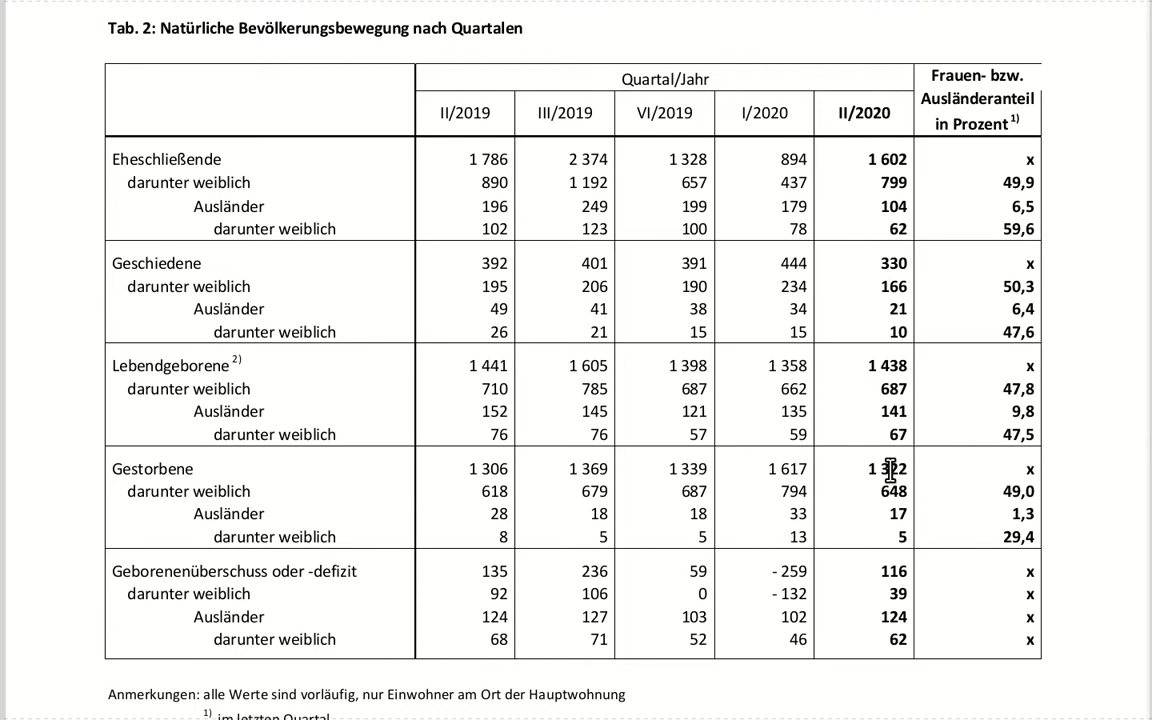 Tab. 2: Natürliche Bevölkerungsbewegung nach Quartalen
Quartal/Jahr
Frauen- bzw. Ausländeranteil in Prozent 1)
II/2019 III/2019 VI/2019 I/2020 II/2020
Eheschließende 1 786 2 374 1 328 894 1 602 x
darunter weiblich 890 1 192 657 437 799 49,9
Ausländer 196 249 199 179 104 6,5
darunter weiblich 102 123 100 78 62 59,6
Geschiedene 392 401 391 444 330 x
darunter weiblich 195 206 190 234 166 50,3
Ausländer 49 41 38 34 21 6,4
darunter weiblich 26 21 15 15 10 47,6
Lebendgeborene 2) 1 441 1 605 1 398 1 358 1 438 x
darunter weiblich 710 785 687 662 687 47,8
Ausländer 152 145 121 135 141 9,8
darunter weiblich 76 76 57 59 67 47,5
Gestorbene 1 306 1 369 1 339 1 617 1 322 x
darunter weiblich 618 679 687 794 648 49,0
Ausländer 28 18 18 33 17 1,3
darunter weiblich 8 5 5 13 5 29,4
Geborenenüberschuss oder -defizit 135 236 59 - 259 116 x
darunter weiblich 92 106 0 - 132 39 x
Ausländer 124 127 103 102 124 x
darunter weiblich 68 71 52 46 62 x
Anmerkungen: alle Werte sind vorläufig, nur Einwohner am Ort der Hauptwohnung
1) im letzten Quartal